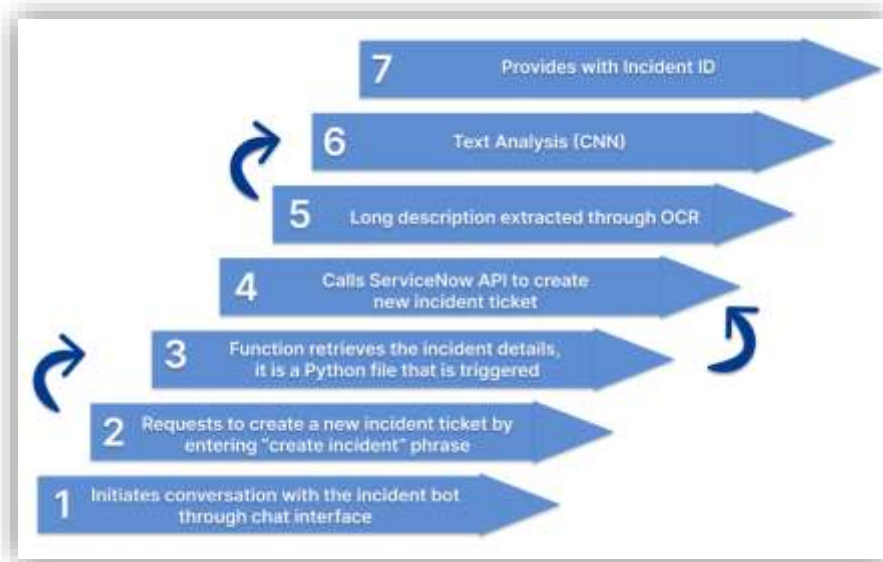 7
Provides with Incident ID
6
Text Analysis (CNN)
5
Long description extracted through OCR
4
Calls ServiceNow API to create
new incident ticket
3
Function retrieves the incident details,
it is a Python file that is triggered
2
Requests to create a new incident ticket by
entering "create incident" phrase
1
Initiates conversation with the incident bot
through chat interface